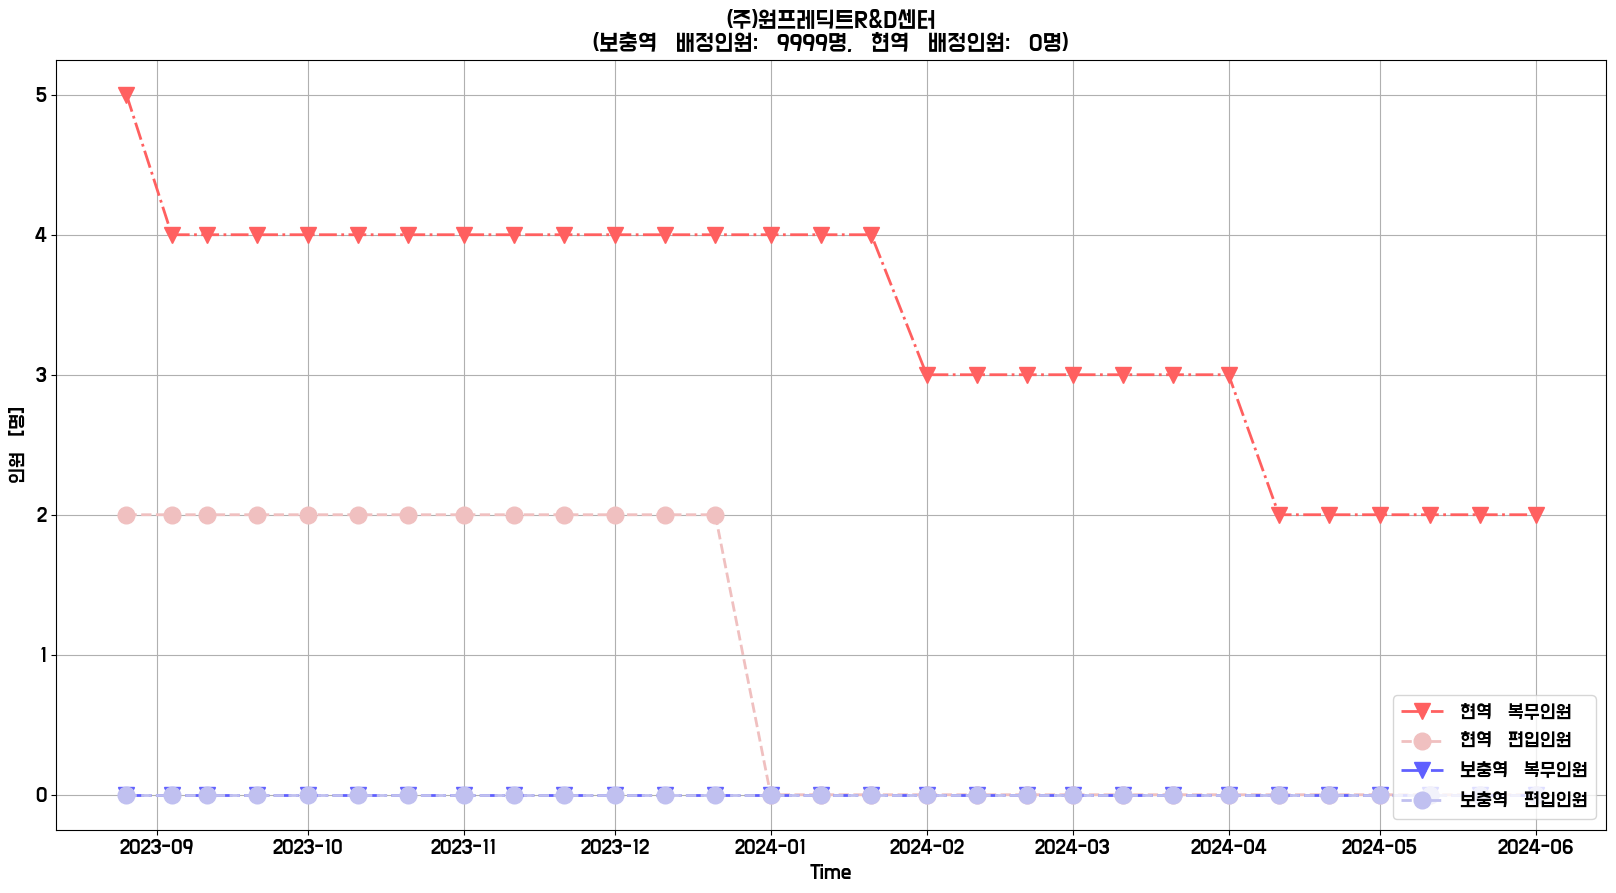 (주)원프레딕트R&D센터
(보충역 배정인원: 9999명, 현역 배정인원: 0명)
5
4
3
2
1
0
인원 [명]
2023-09 2023-10 2023-11 2023-12 2024-01 2024-02 2024-03 2024-04 2024-05 2024-06
Time
현역 복무인원
현역 편입인원
보충역 복무인원
보충역 편입인원